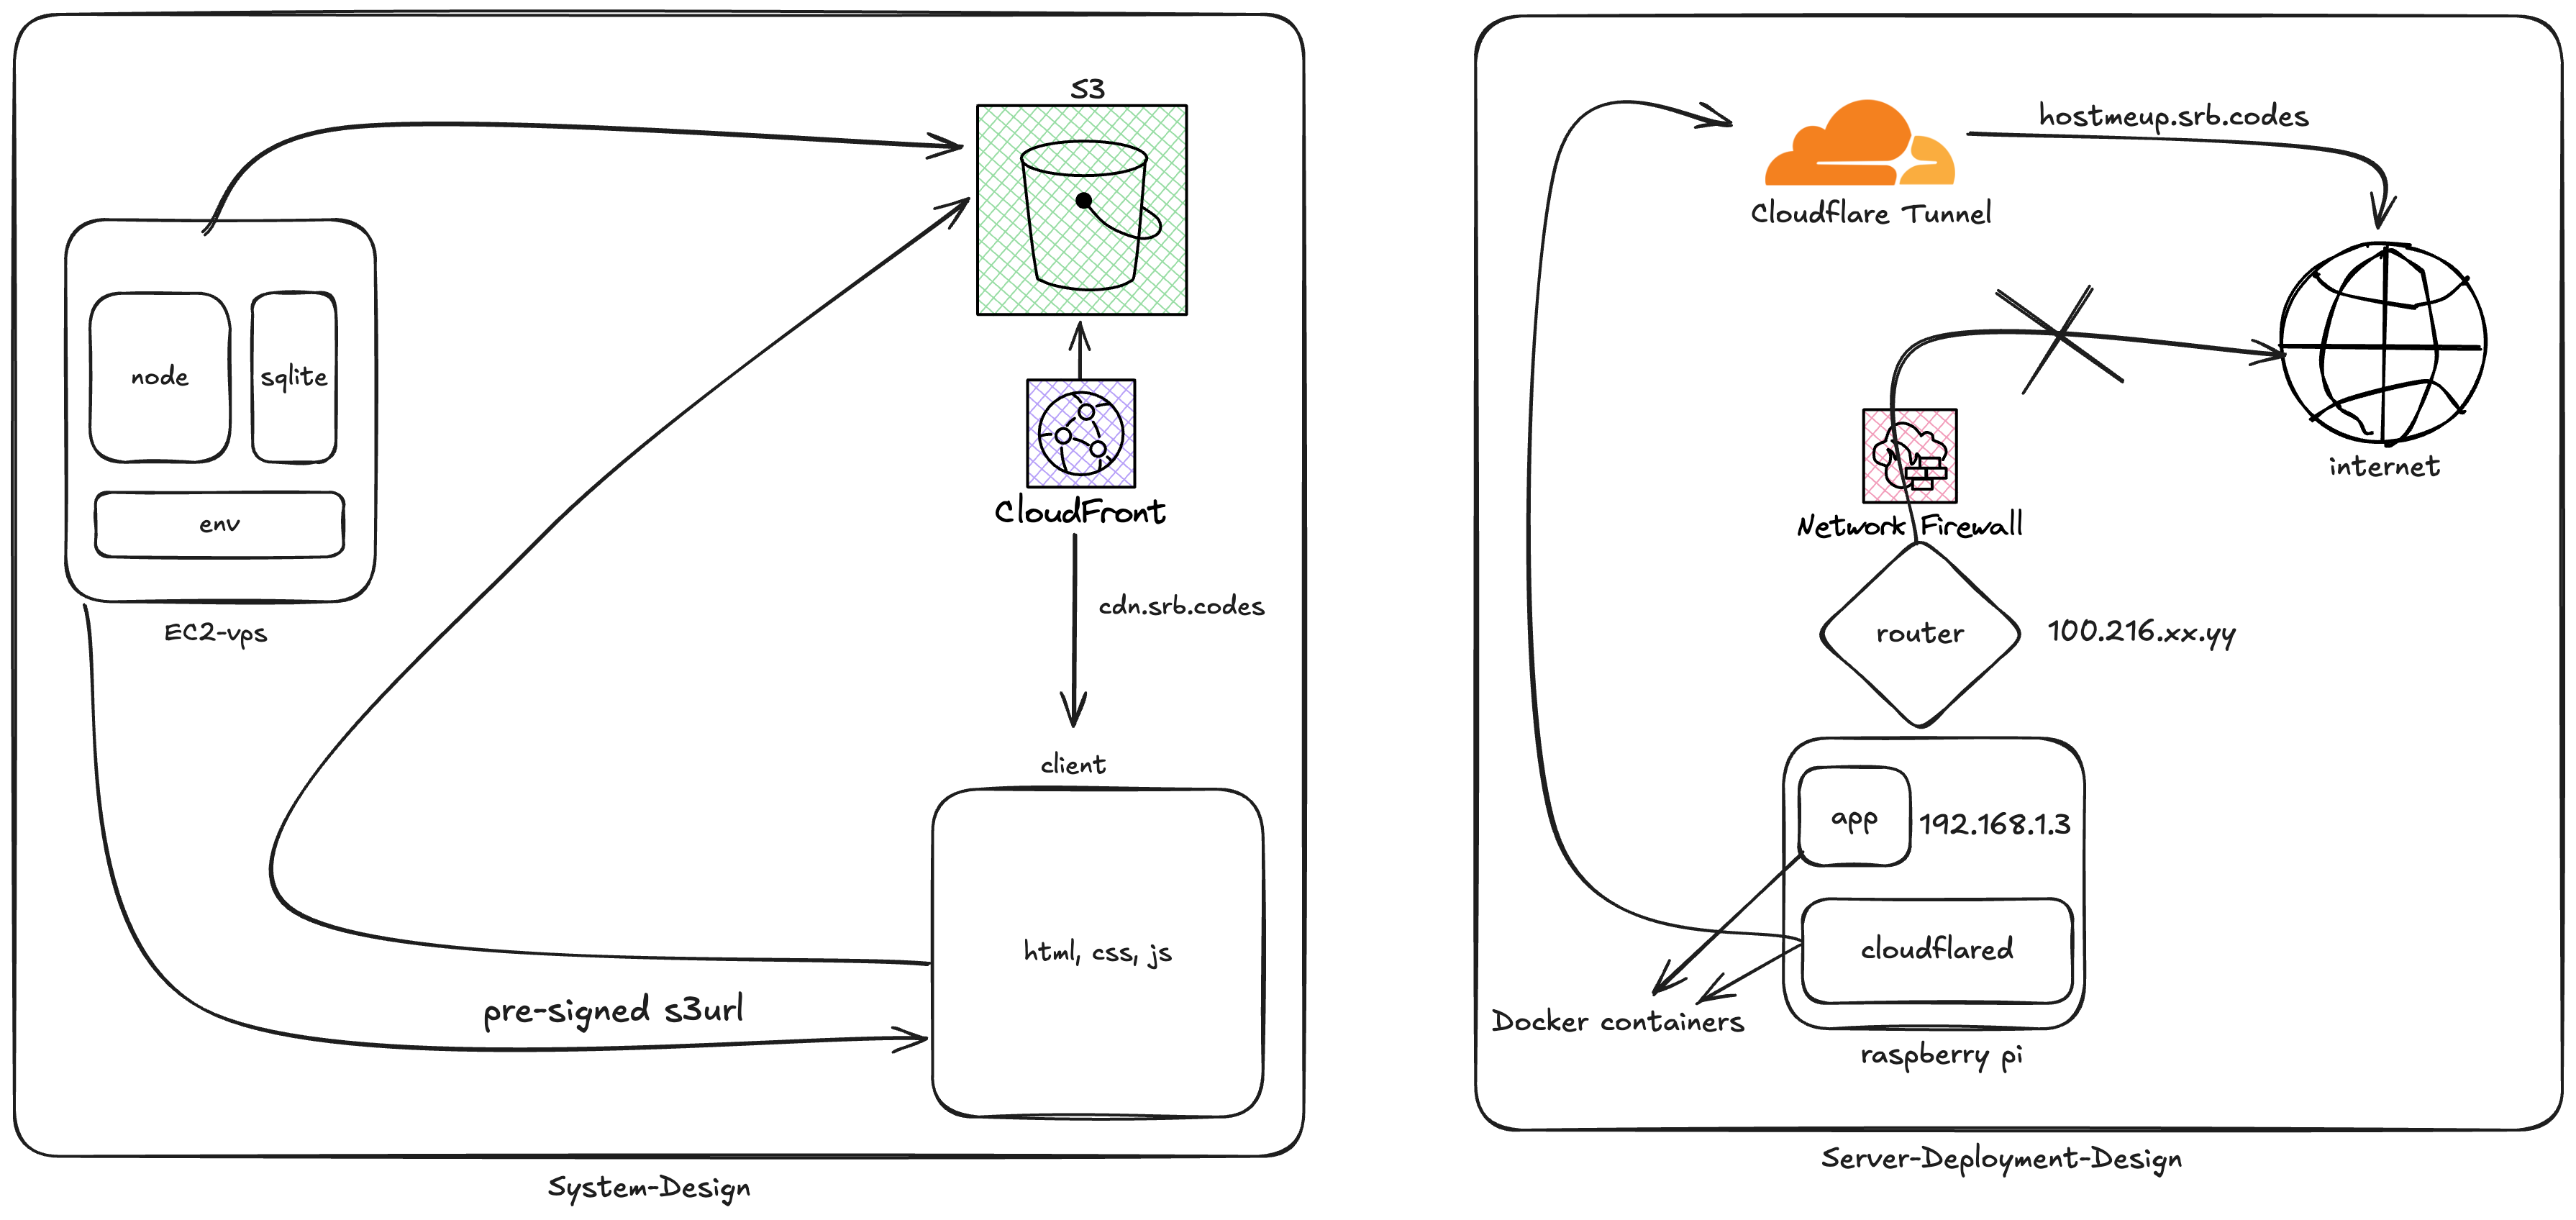 S3
node
sqlite
env
EC2-vps
CloudFront
cdn.srb.codes
client
html, css, js
pre-signed s3url
System-Design
hostmeup.srb.codes
Cloudflare Tunnel
internet
Network Firewall
router
100.216.xx.yy
app
192.168.1.3
cloudflared
Docker containers
raspberry pi
Server-Deployment-Design